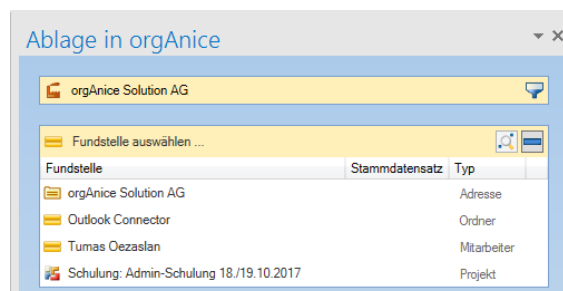 Ablage in orgAnice
orgAnice Solution AG
Fundstelle auswählen ...
Fundstelle Stammdatensatz Typ
orgAnice Solution AG Adresse
Outlook Connector Ordner
Tumas Oezaslan Mitarbeiter
Schulung: Admin-Schulung 18./19.10.2017 Projekt